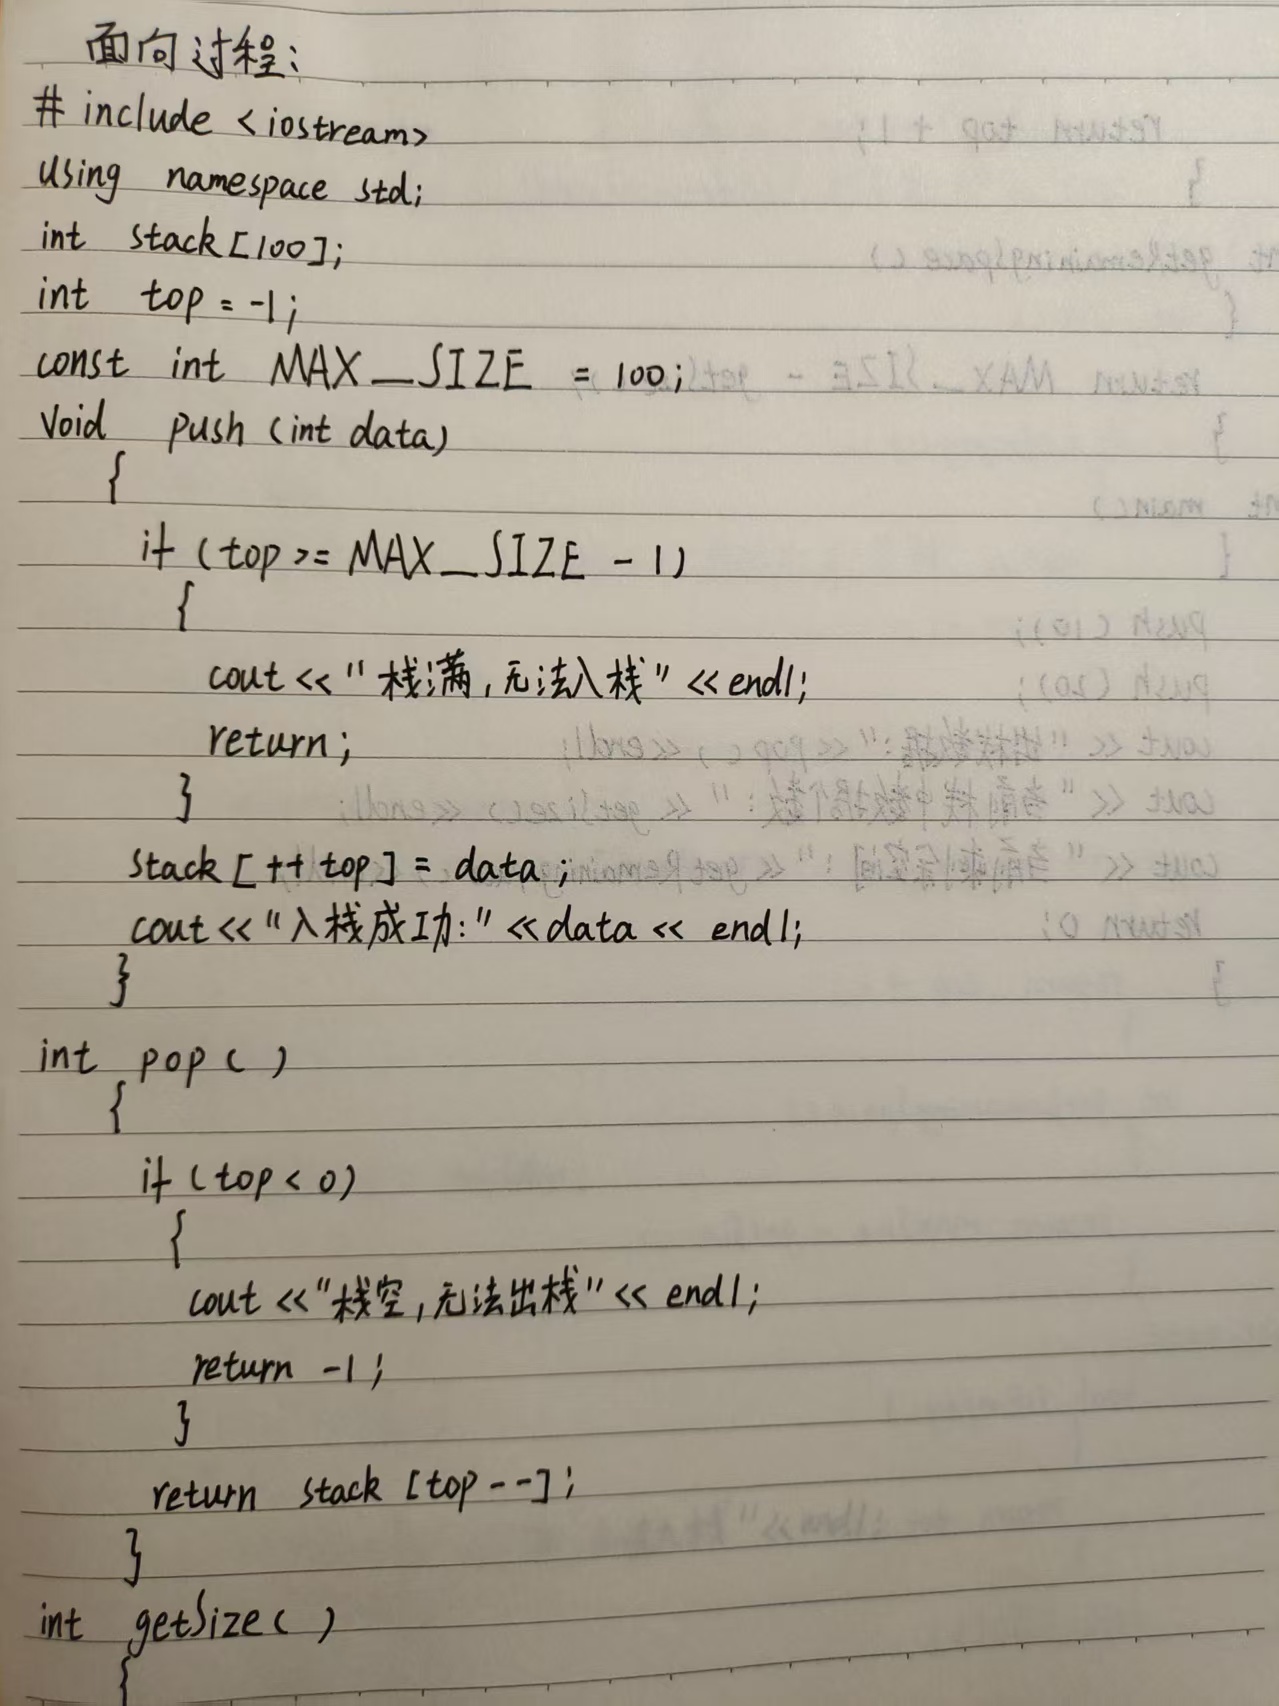 面向过程:
# include <iostream>
using namespace std;
int stack[100];
int top = -1;
const int MAX_SIZE = 100;
void push (int data)
{
if (top >= MAX_SIZE - 1)
{
cout << "栈满,无法入栈" << endl;
return;
}
stack [++top] = data;
cout << "入栈成功:" << data << endl;
}
int pop ( )
{
if (top < 0)
{
cout << "栈空,无法出栈" << endl;
return -1;
}
return stack [top--];
}
int getSize ( )
{